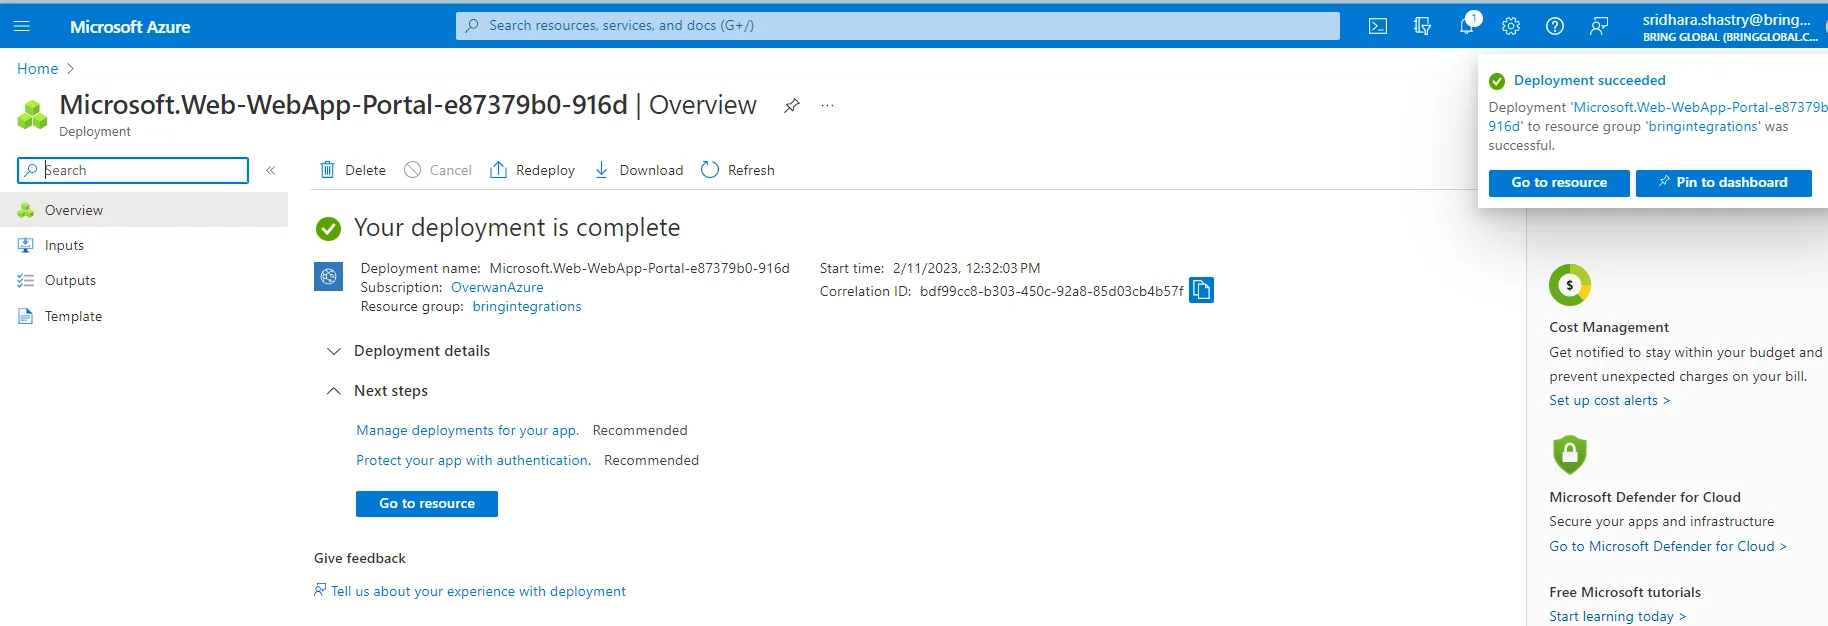 Microsoft Azure
Search resources, services, and docs (G+/)
1
sridhara.shastry@bring...
BRING GLOBAL (BRINGGLOBAL.C...
Home >
Microsoft.Web-WebApp-Portal-e87379b0-916d | Overview
Deployment
Search
Overview
Inputs
Outputs
Template
Delete Cancel Redeploy Download Refresh
Your deployment is complete
Deployment name: Microsoft.Web-WebApp-Portal-e87379b0-916d
Subscription: OverwanAzure
Resource group: bringintegrations
Start time: 2/11/2023, 12:32:03 PM
Correlation ID: bdf99cc8-b303-450c-92a8-85d03cb4b57f
Deployment details
Next steps
Manage deployments for your app. Recommended
Protect your app with authentication. Recommended
Go to resource
Give feedback
Tell us about your experience with deployment
Deployment succeeded
Deployment 'Microsoft.Web-WebApp-Portal-e87379b
916d' to resource group 'bringintegrations' was
successful.
Go to resource
Pin to dashboard
$
Cost Management
Get notified to stay within your budget and
prevent unexpected charges on your bill.
Set up cost alerts >
Microsoft Defender for Cloud
Secure your apps and infrastructure
Go to Microsoft Defender for Cloud >
Free Microsoft tutorials
Start learning today >